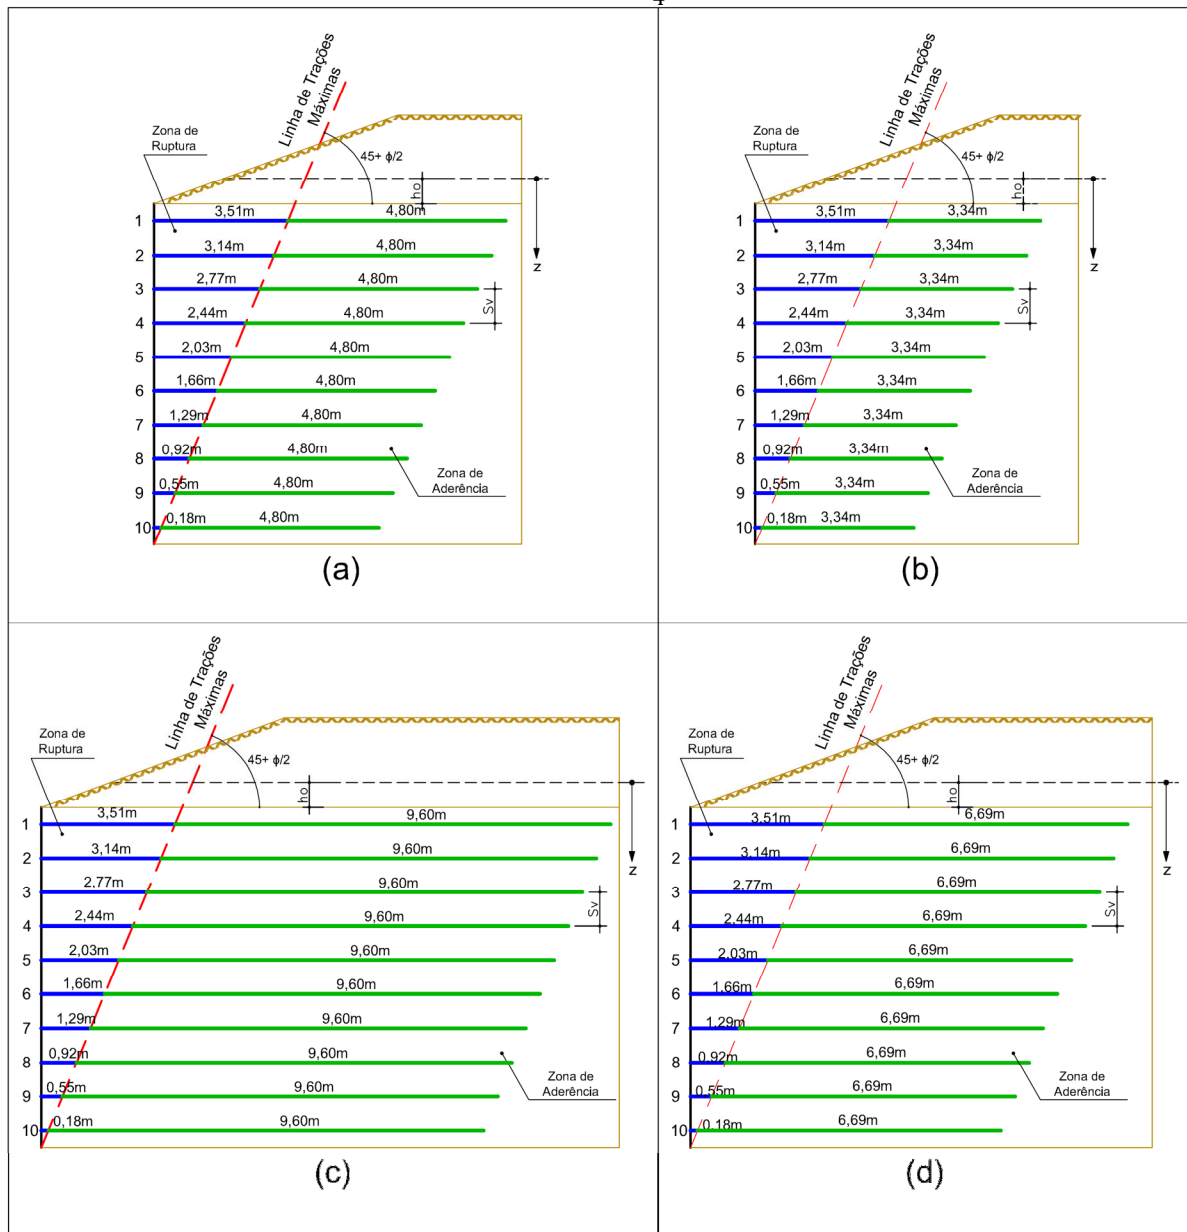 4
Linha de Trações
Máximas
Zona de
Ruptura
45+ ϕ/2
ho
z
1 3,51m 4,80m
2 3,14m 4,80m
3 2,77m 4,80m
Sv
4 2,44m 4,80m
5 2,03m 4,80m
6 1,66m 4,80m
7 1,29m 4,80m
8 0,92m 4,80m
Zona de
Aderência
9 0,55m 4,80m
10 0,18m 4,80m
(a)
Linha de Trações
Máximas
Zona de
Ruptura
45+ ϕ/2
ho
z
1 3,51m 3,34m
2 3,14m 3,34m
3 2,77m 3,34m
Sv
4 2,44m 3,34m
5 2,03m 3,34m
6 1,66m 3,34m
7 1,29m 3,34m
8 0,92m 3,34m
Zona de
Aderência
9 0,55m 3,34m
10 0,18m 3,34m
(b)
Linha de Trações
Máximas
Zona de
Ruptura
45+ ϕ/2
ho
z
1 3,51m 9,60m
2 3,14m 9,60m
3 2.77m 9,60m
Sv
4 2,44m 9,60m
5 2,03m 9,60m
6 1,66m 9,60m
7 1,29m 9,60m
8 0,92m 9,60m
Zona de
Aderência
9 0,55m 9,60m
10 0,18m 9,60m
(c)
Linha de Trações
Máximas
Zona de
Ruptura
45+ ϕ/2
ho
z
1 3,51m 6,69m
2 3,14m 6,69m
3 2,77m 6,69m
Sv
4 2,44m 6,69m
5 2,03m 6,69m
6 1,66m 6,69m
7 1,29m 6,69m
8 0,92m 6,69m
Zona de
Aderência
9 0,55m 6,69m
10 0,18m 6,69m
(d)